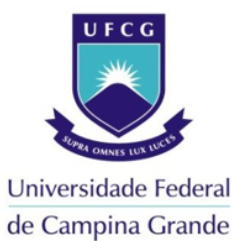 UFCG
SUPRA OMNES LUX LUCES
Universidade Federal
de Campina Grande